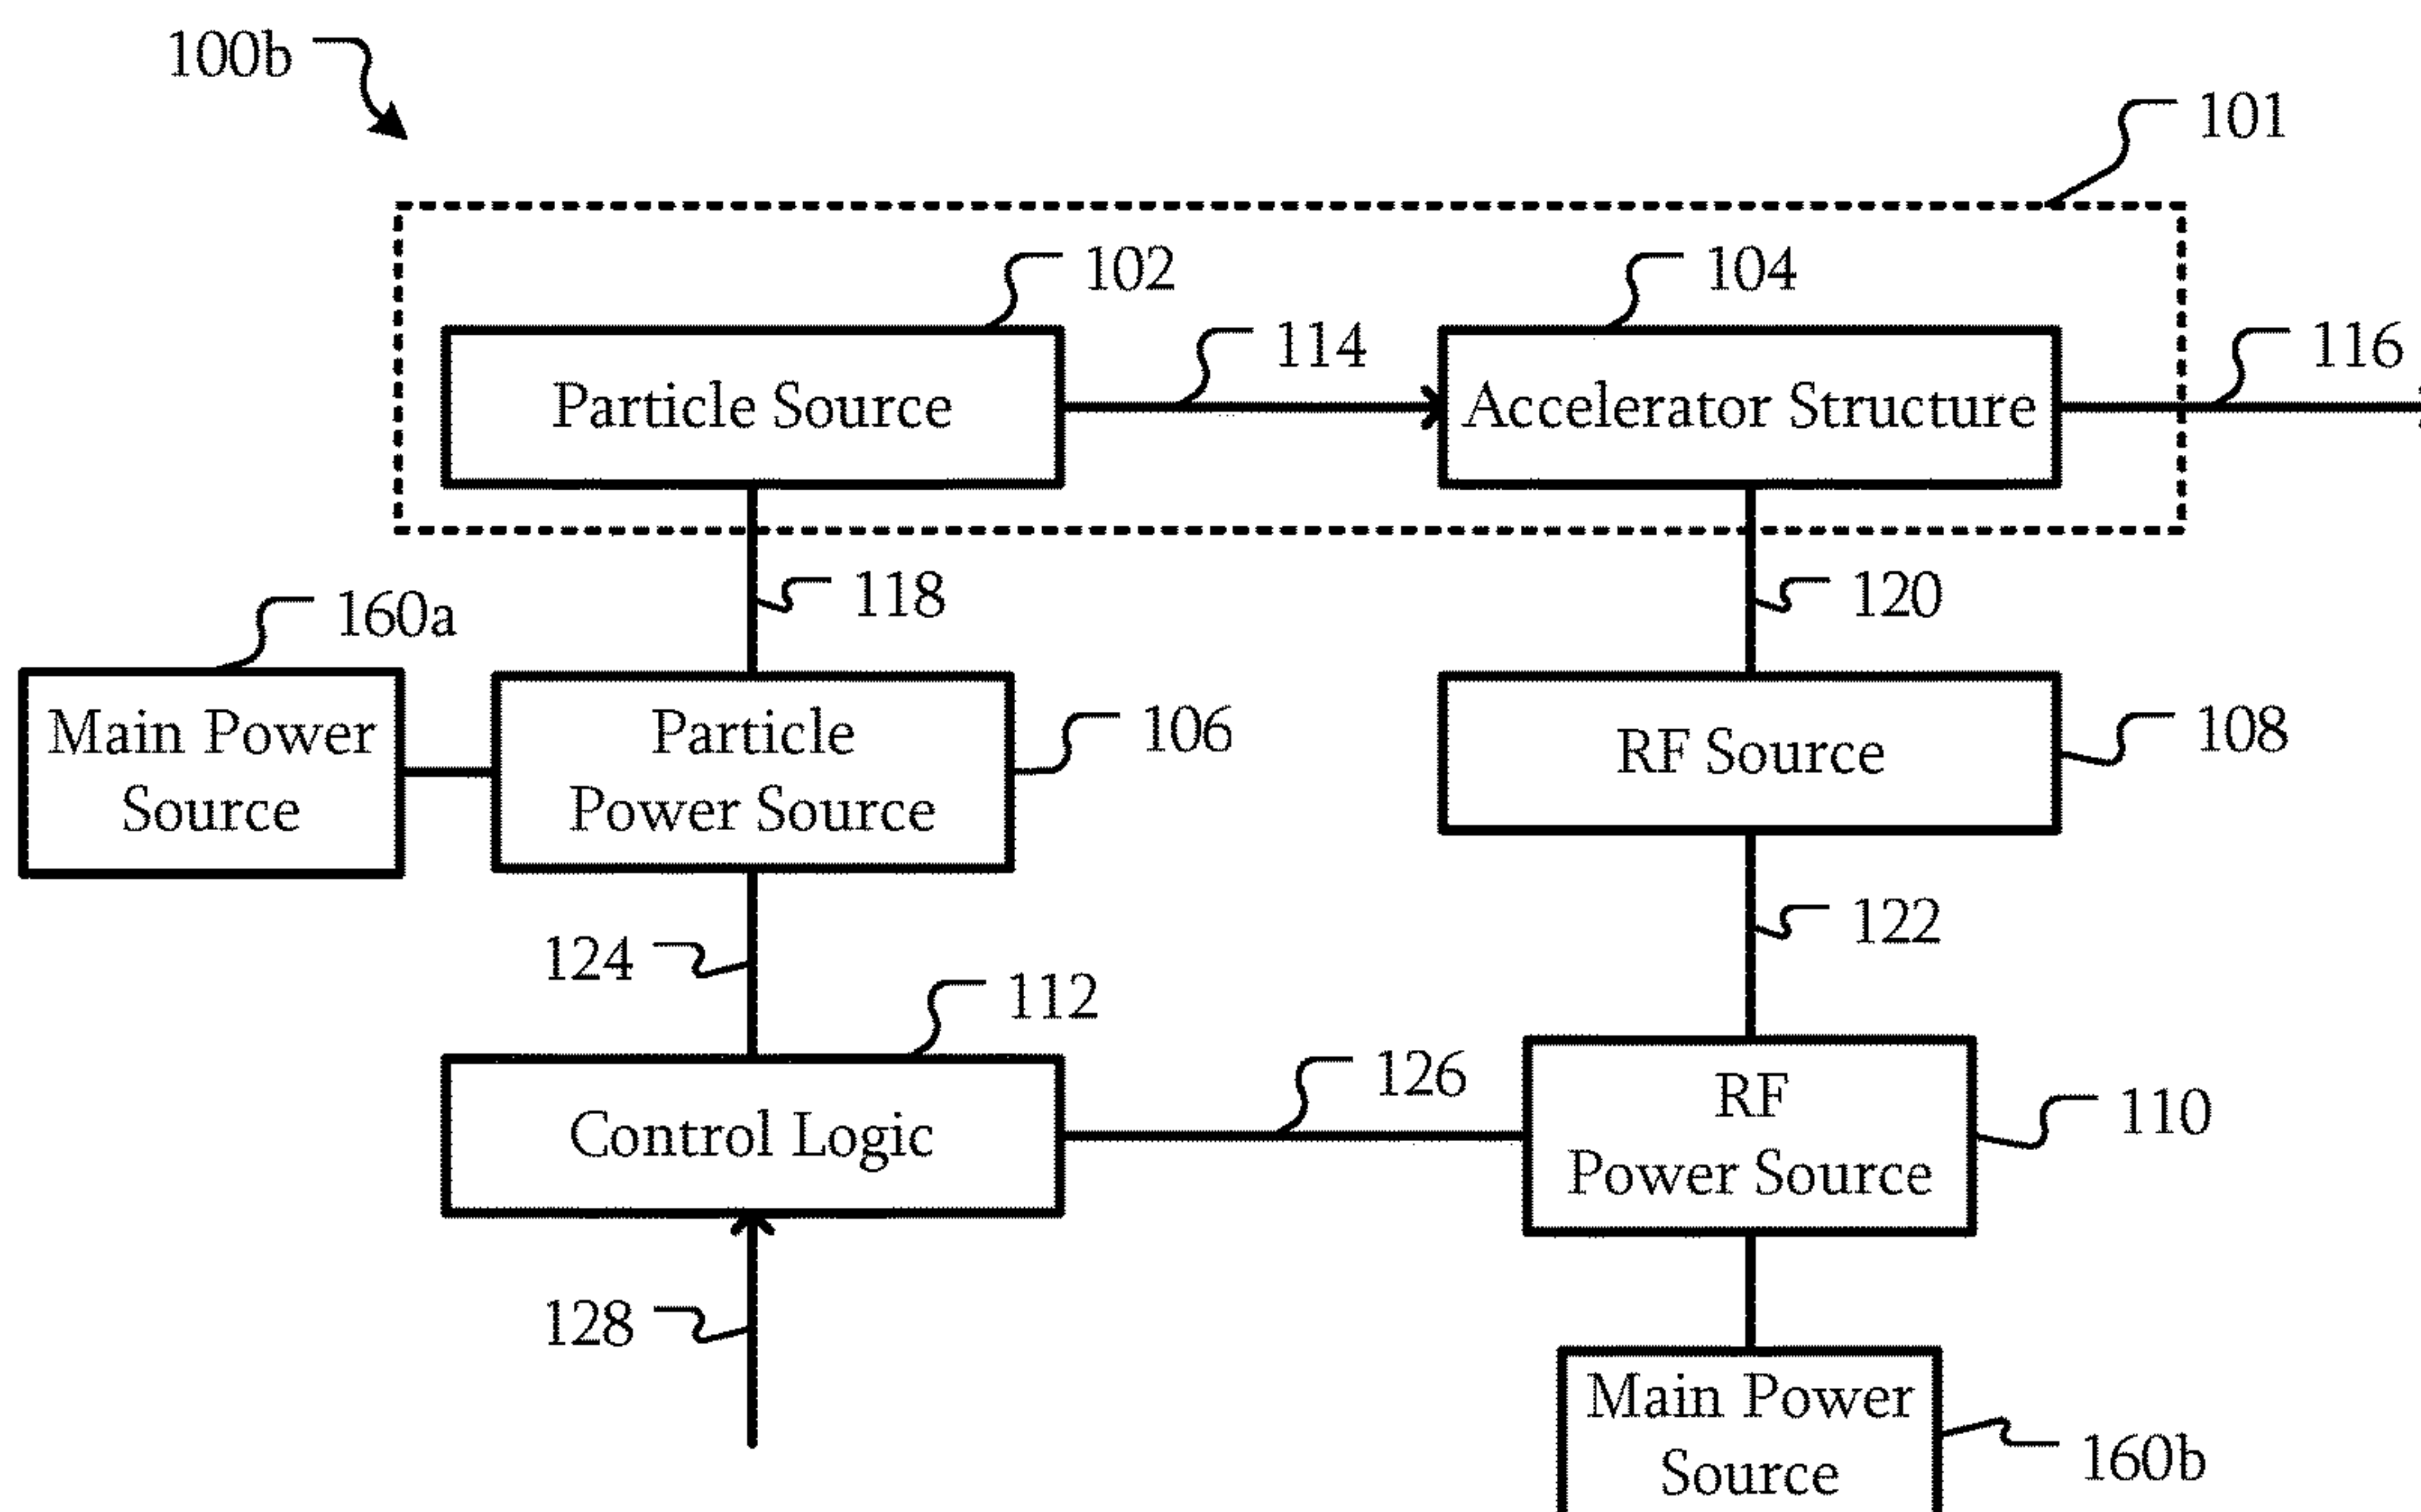 100b
101
102
104
114
116
Particle Source
Accelerator Structure
118
120
160a
Main Power
Source
Particle
Power Source
106
RF Source
108
124
122
112
126
Control Logic
RF
Power Source
110
128
Main Power
Source
160b